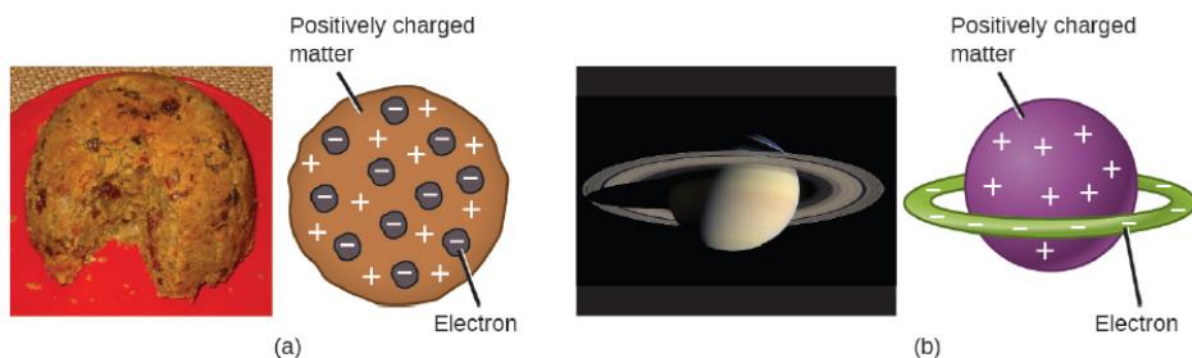 Positively charged
matter
Electron
(a)
Positively charged
matter
Electron
(b)